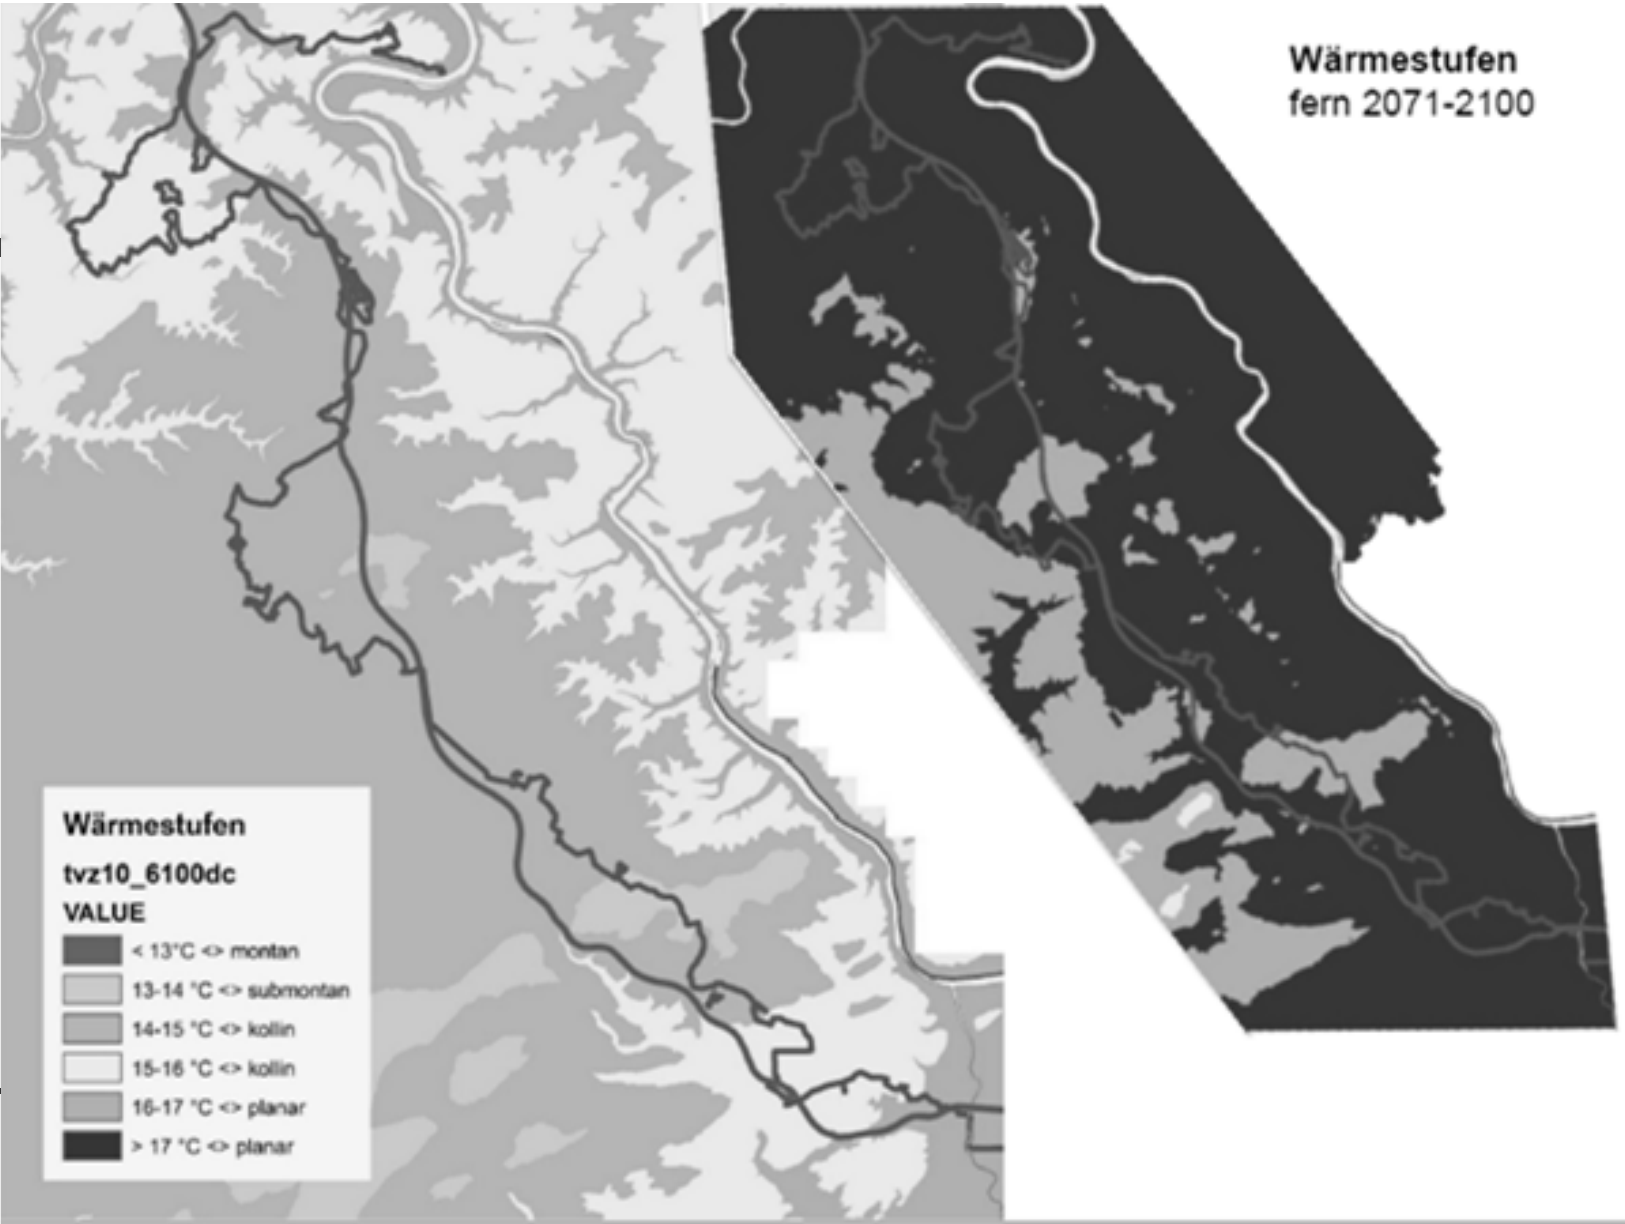 Wärmestufen
fern 2071-2100
Wärmestufen
tvz10_6100dc
VALUE
< 13°C <> montan
13-14 °C <> submontan
14-15 °C <> kollin
15-16 °C <> kollin
16-17 °C <> planar
> 17 °C <> planar